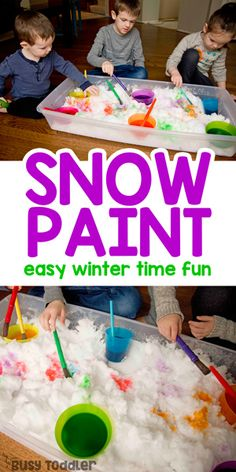 SNOW
PAINT
easy winter time fun
BUSY TODDLER